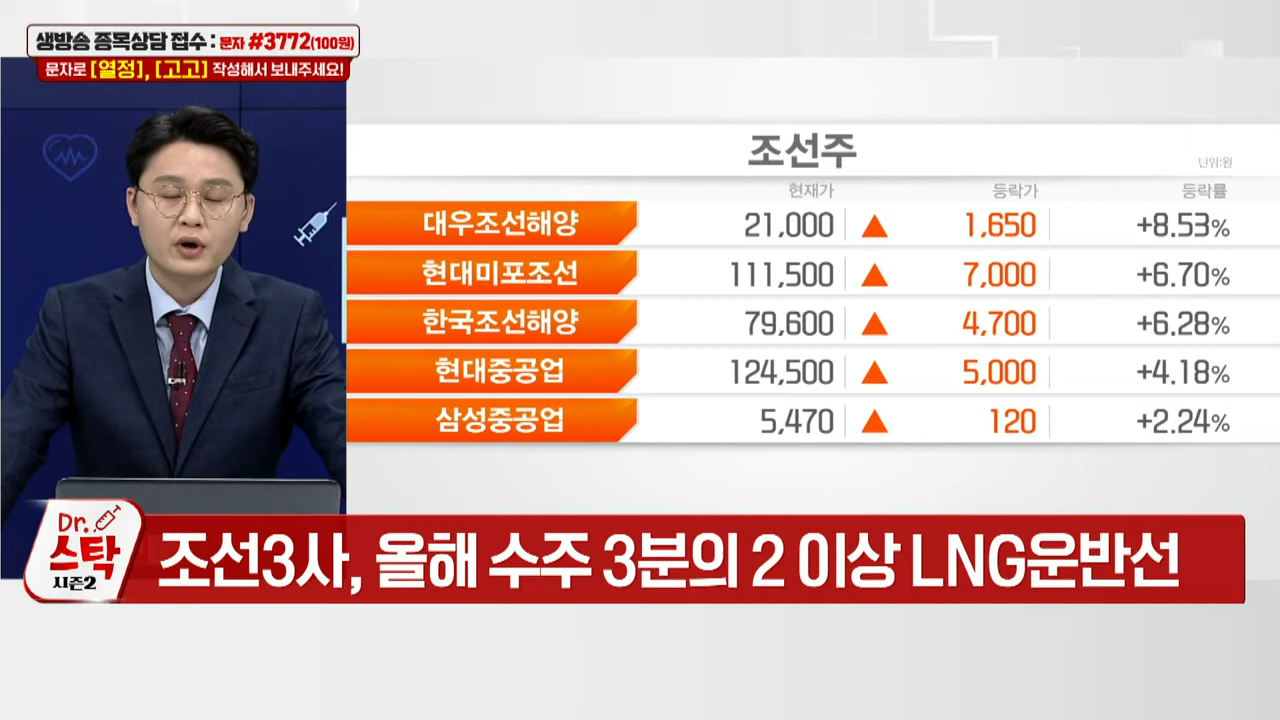 생방송 종목상담 접수 : 문자 #3772(100원)
문자로 [열정], [고고] 작성해서 보내주세요!
조선주
단위:원
현재가 등락가 등락률
대우조선해양 21,000 ▲ 1,650 +8.53%
현대미포조선 111,500 ▲ 7,000 +6.70%
한국조선해양 79,600 ▲ 4,700 +6.28%
현대중공업 124,500 ▲ 5,000 +4.18%
삼성중공업 5,470 ▲ 120 +2.24%
Dr.
스탁
시즌2
조선3사, 올해 수주 3분의 2 이상 LNG운반선